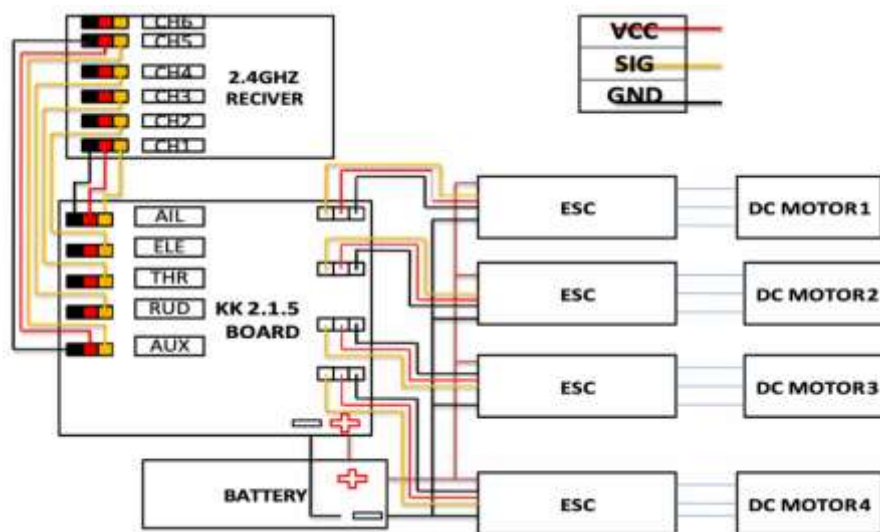 CH6
CH5
CH4
CH3
CH2
CH1
2.4GHZ
RECIVER
VCC
SIG
GND
AIL
ELE
THR
RUD
AUX
KK 2.1.5
BOARD
ESC
DC MOTOR1
ESC
DC MOTOR2
ESC
DC MOTOR3
ESC
DC MOTOR4
BATTERY